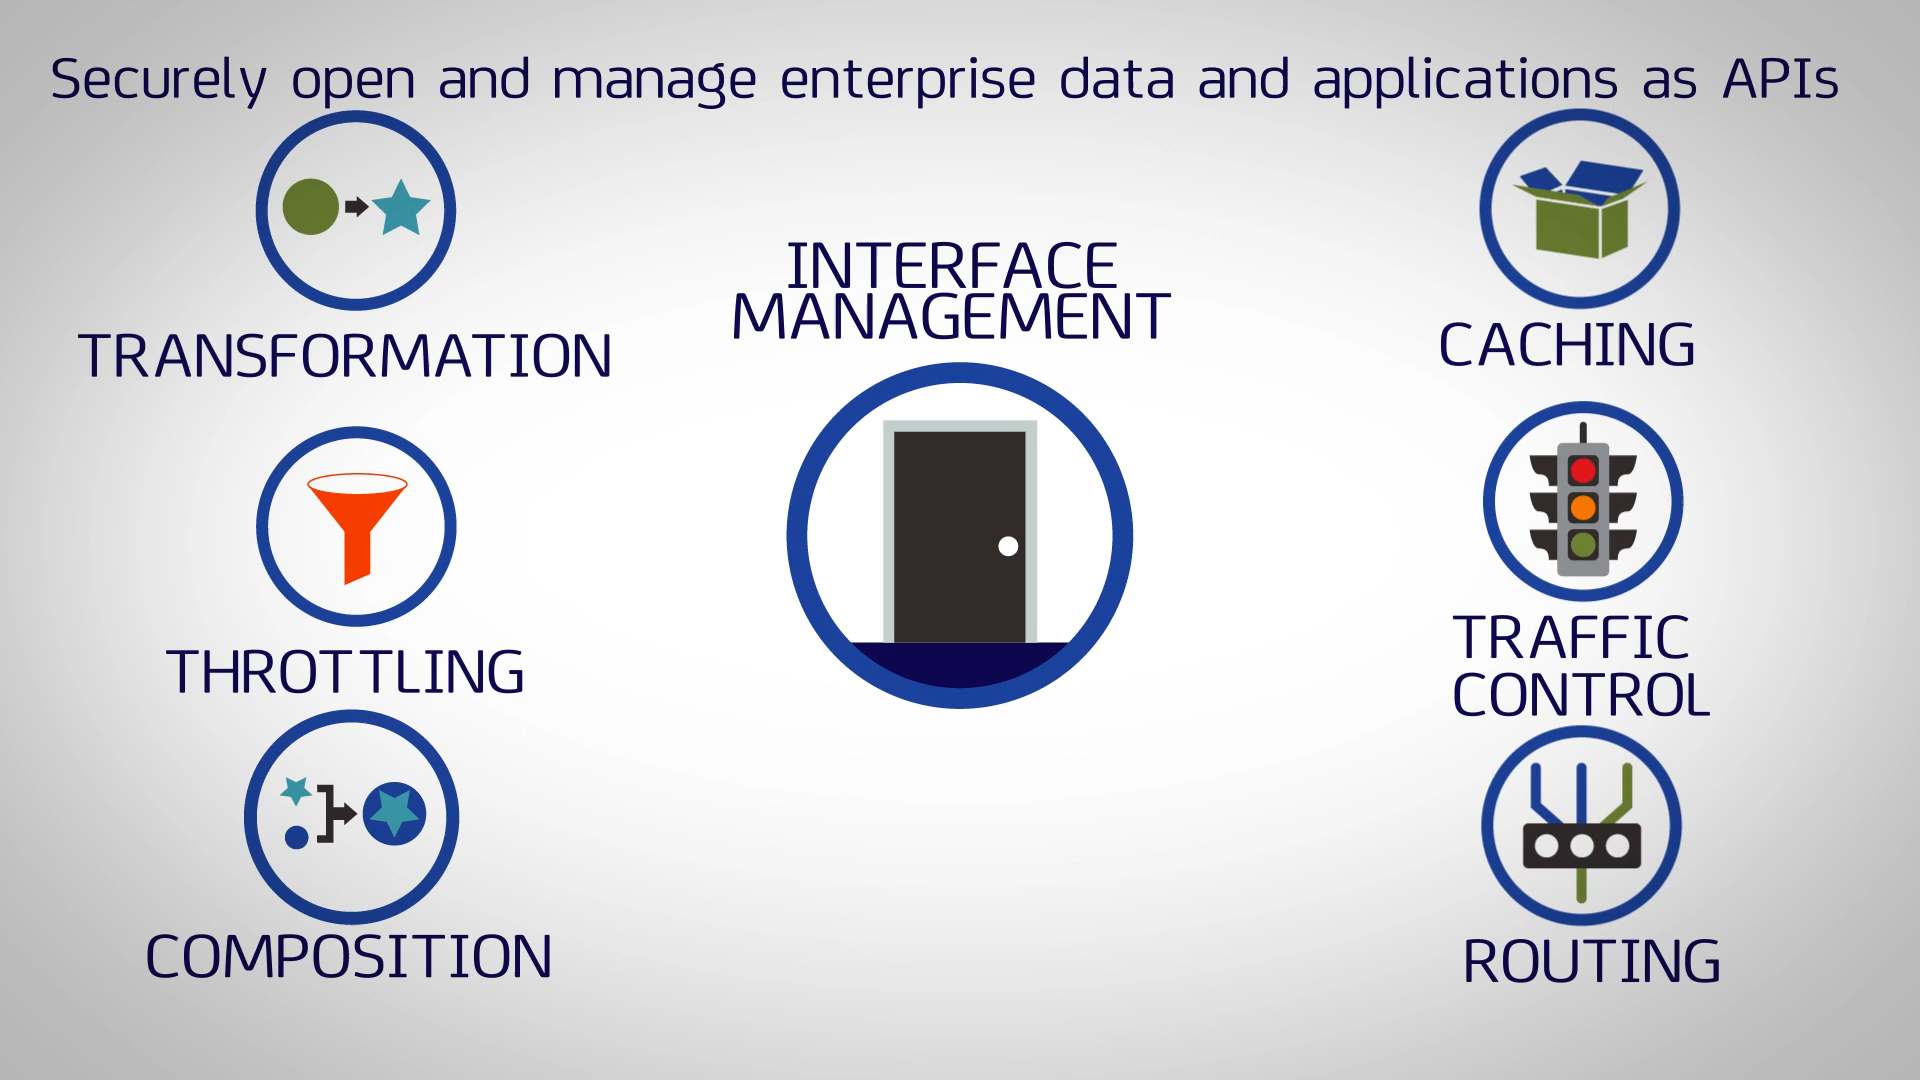 Securely open and manage enterprise data and applications as APIs
TRANSFORMATION
THROTTLING
COMPOSITION
INTERFACE
MANAGEMENT
CACHING
TRAFFIC
CONTROL
ROUTING